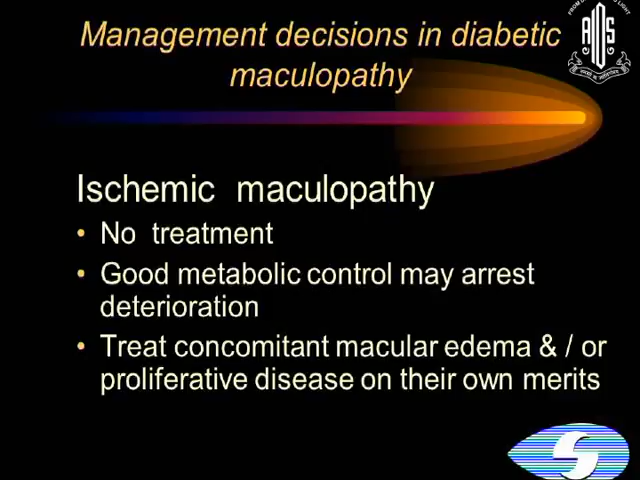 Management decisions in diabetic
maculopathy
AIOS
Ischemic maculopathy
• No treatment
• Good metabolic control may arrest
deterioration
• Treat concomitant macular edema & / or
proliferative disease on their own merits